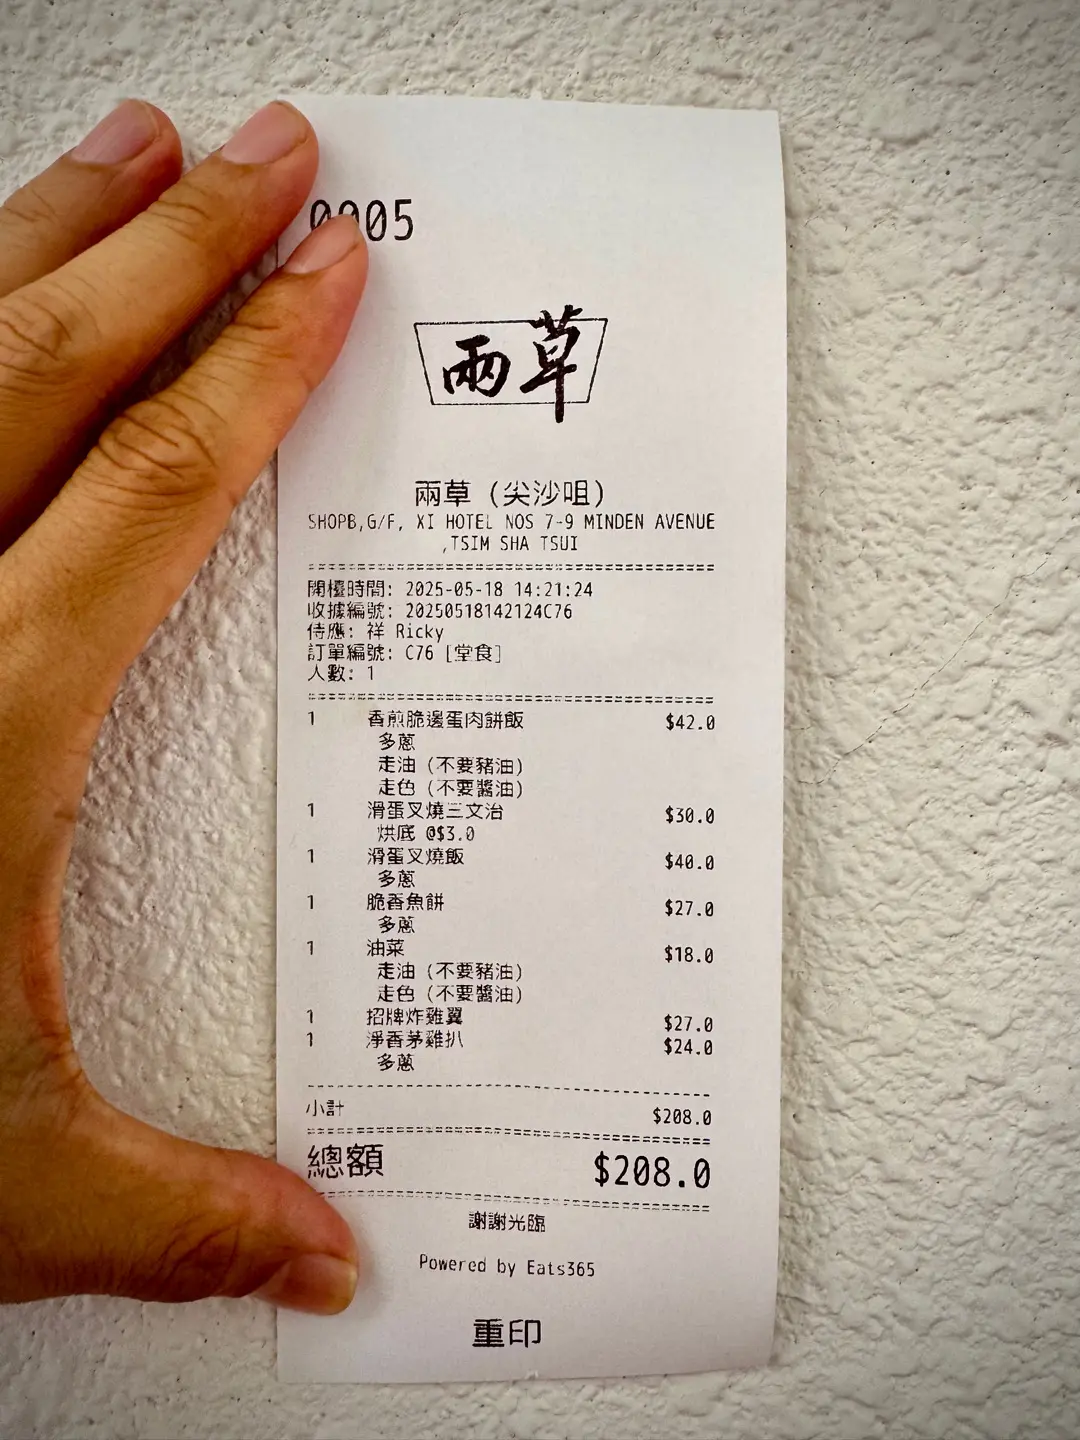 0005
兩草
兩草 (尖沙咀)
SHOPB,G/F, XI HOTEL NOS 7-9 MINDEN AVENUE
,TSIM SHA TSUI
開檯時間: 2025-05-18 14:21:24
收據編號: 20250518142124C76
侍應: 祥 Ricky
訂單編號: C76 [堂食]
人數: 1
1 香煎脆邊蛋肉餅飯 $42.0
多蔥
走油 (不要豬油)
走色 (不要醬油)
1 滑蛋叉燒三文治 $30.0
烘底 @$3.0
1 滑蛋叉燒飯 $40.0
多蔥
1 脆香魚餅 $27.0
多蔥
1 油菜 $18.0
走油 (不要豬油)
走色 (不要醬油)
1 招牌炸雞翼 $27.0
1 淨香茅雞扒 $24.0
多蔥
小計 $208.0
總額 $208.0
謝謝光臨
Powered by Eats365
重印